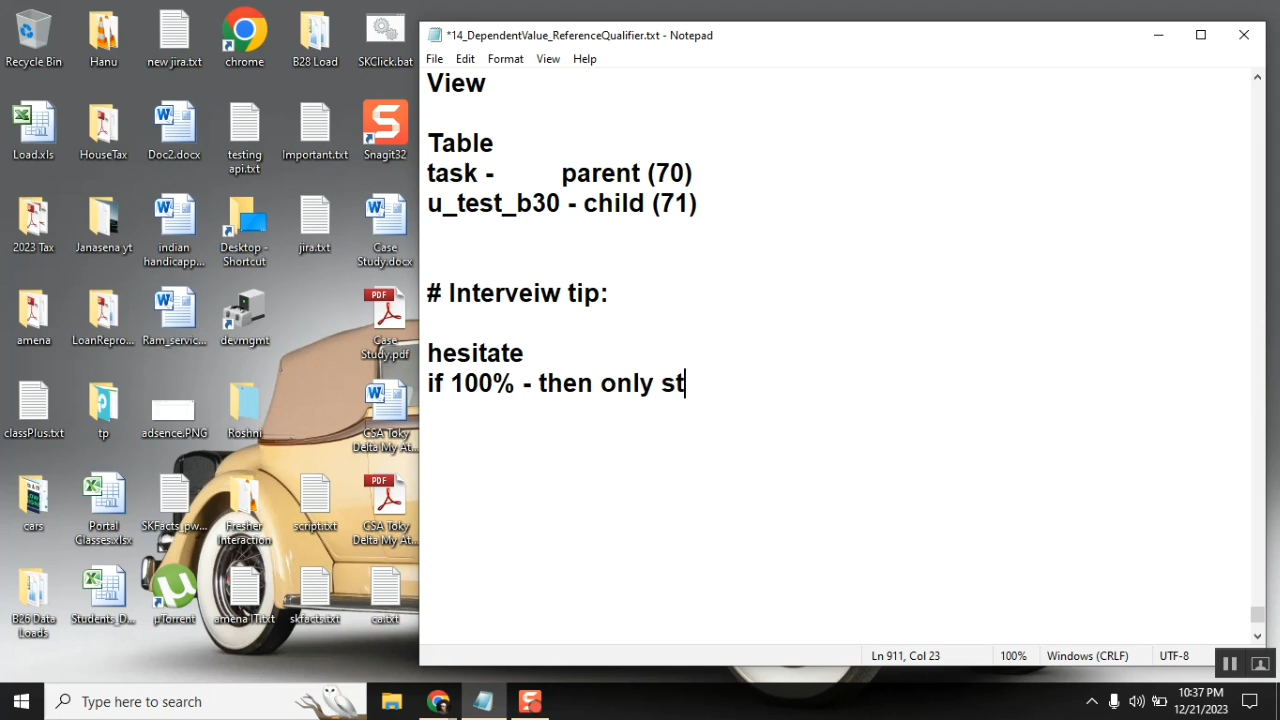 *14_DependentValue_ReferenceQualifier.txt - Notepad
File Edit Format View Help
View
Table
task - parent (70)
u_test_b30 - child (71)
# Interveiw tip:
hesitate
if 100% - then only st
Ln 911, Col 23 100% Windows (CRLF) UTF-8
Recycle Bin Hanu new jira.txt chrome B28 Load SKClick.bat
Load.xls HouseTax Doc2.docx testing api.txt Important.txt Snagit32
2023 Tax Janasena yt indian handicapp... Desktop - Shortcut jira.txt Case Study.docx
amena LoanRepro... Ram_servic... devmgmt Case Study.pdf
classPlus.txt tp adsence.PNG Roshni CSA Toky Delta My At...
cars Portal Classes.xlsx SKFacts_pw... Fresher Interaction script.txt CSA Toky Delta My At...
B26 Data Loads Students_D... µTorrent amena IT.txt skfacts.txt ca.txt
Type here to search
10:37 PM
12/21/2023